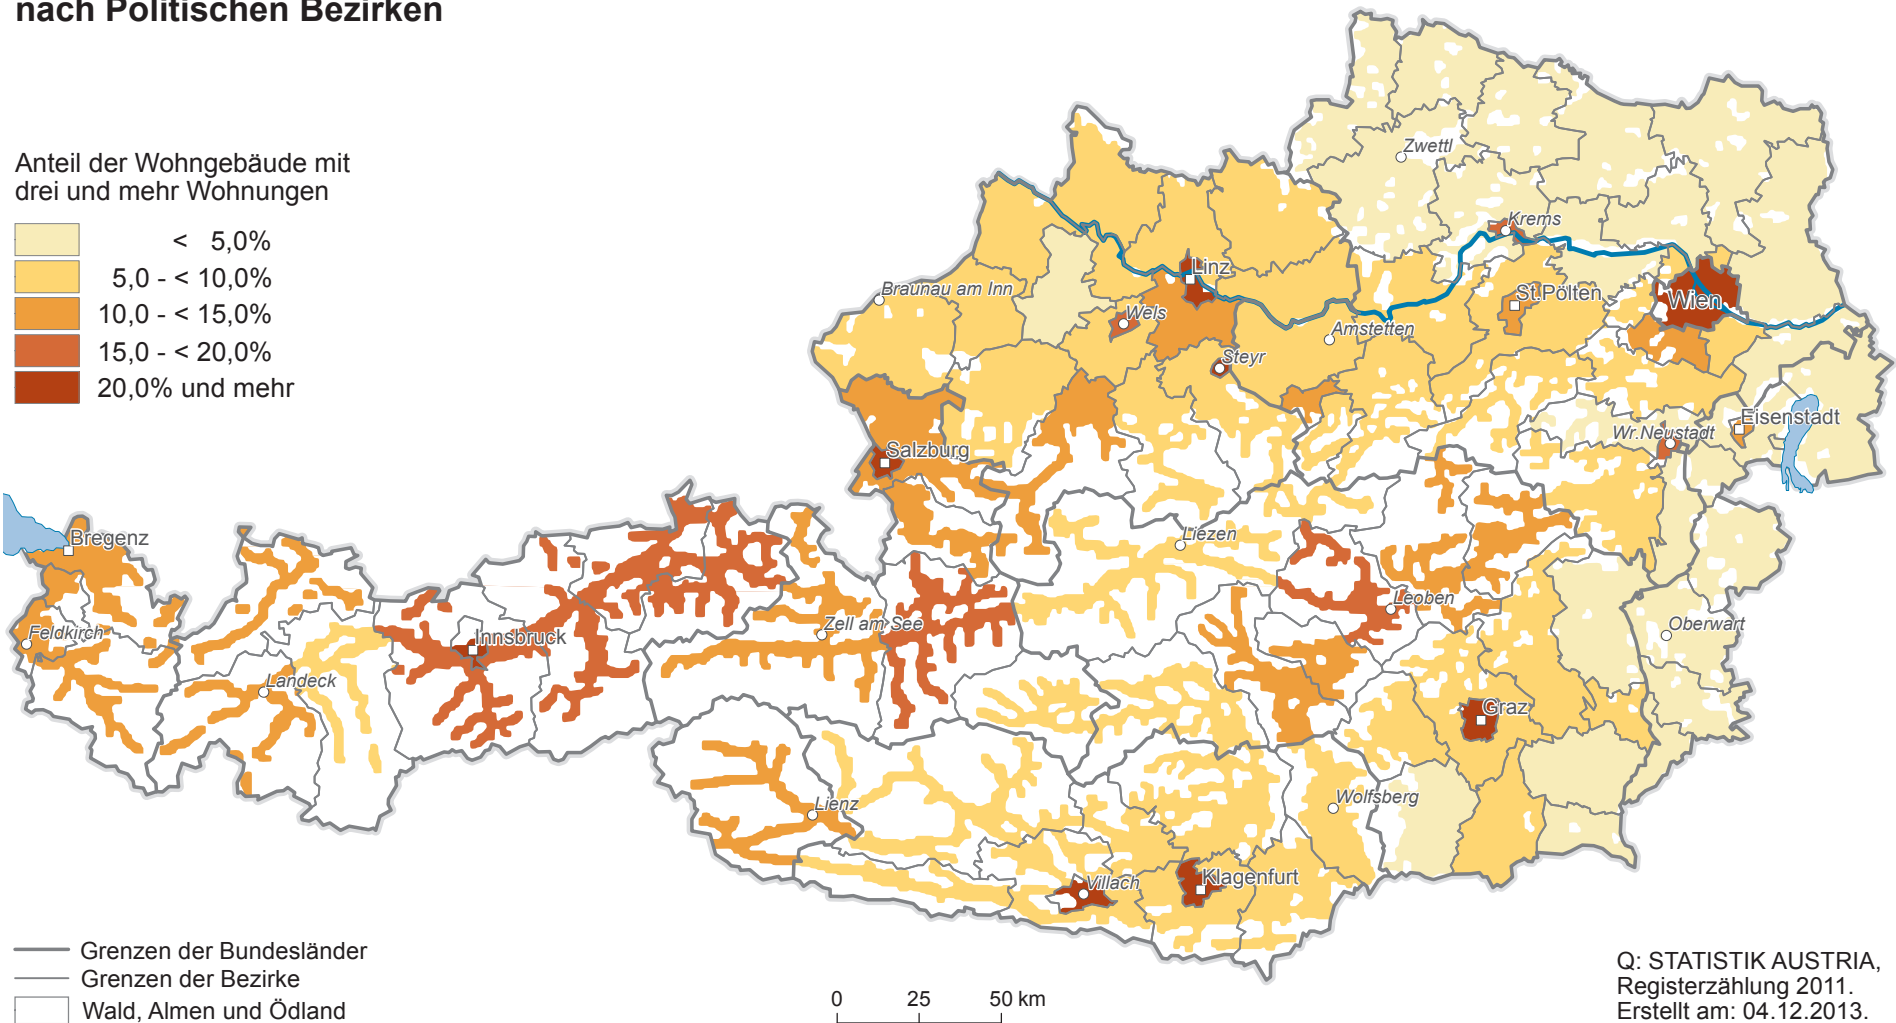 nach Politischen Bezirken
Anteil der Wohngebäude mit
drei und mehr Wohnungen
< 5,0%
5,0 - < 10,0%
10,0 - < 15,0%
15,0 - < 20,0%
20,0% und mehr
Zwettl
Krems
Linz
Braunau am Inn
St.Pölten
Wien
Wels
Amstetten
Steyr
Eisenstadt
Wr.Neustadt
Salzburg
Bregenz
Liezen
Leoben
Feldkirch
Innsbruck
Zell am See
Oberwart
Landeck
Graz
Lienz
Wolfsberg
Villach
Klagenfurt
Grenzen der Bundesländer
Grenzen der Bezirke
Wald, Almen und Ödland
0 25 50 km
Q: STATISTIK AUSTRIA,
Registerzählung 2011.
Erstellt am: 04.12.2013.